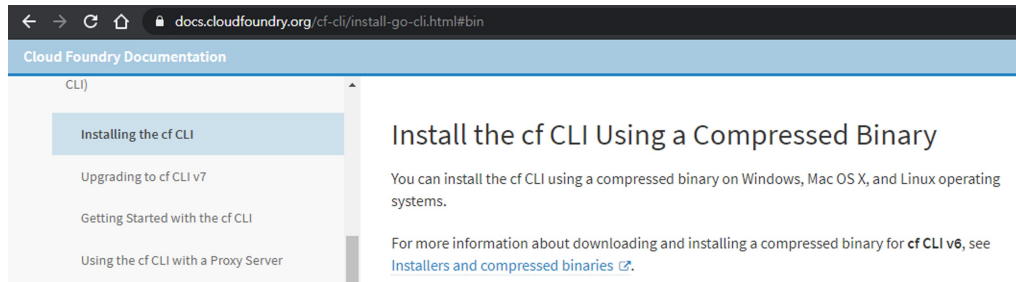 docs.cloudfoundry.org/cf-cli/install-go-cli.html#bin
Cloud Foundry Documentation
CLI)
Installing the cf CLI
Upgrading to cf CLI v7
Getting Started with the cf CLI
Using the cf CLI with a Proxy Server
Install the cf CLI Using a Compressed Binary
You can install the cf CLI using a compressed binary on Windows, Mac OS X, and Linux operating
systems.
For more information about downloading and installing a compressed binary for cf CLI v6, see
Installers and compressed binaries.